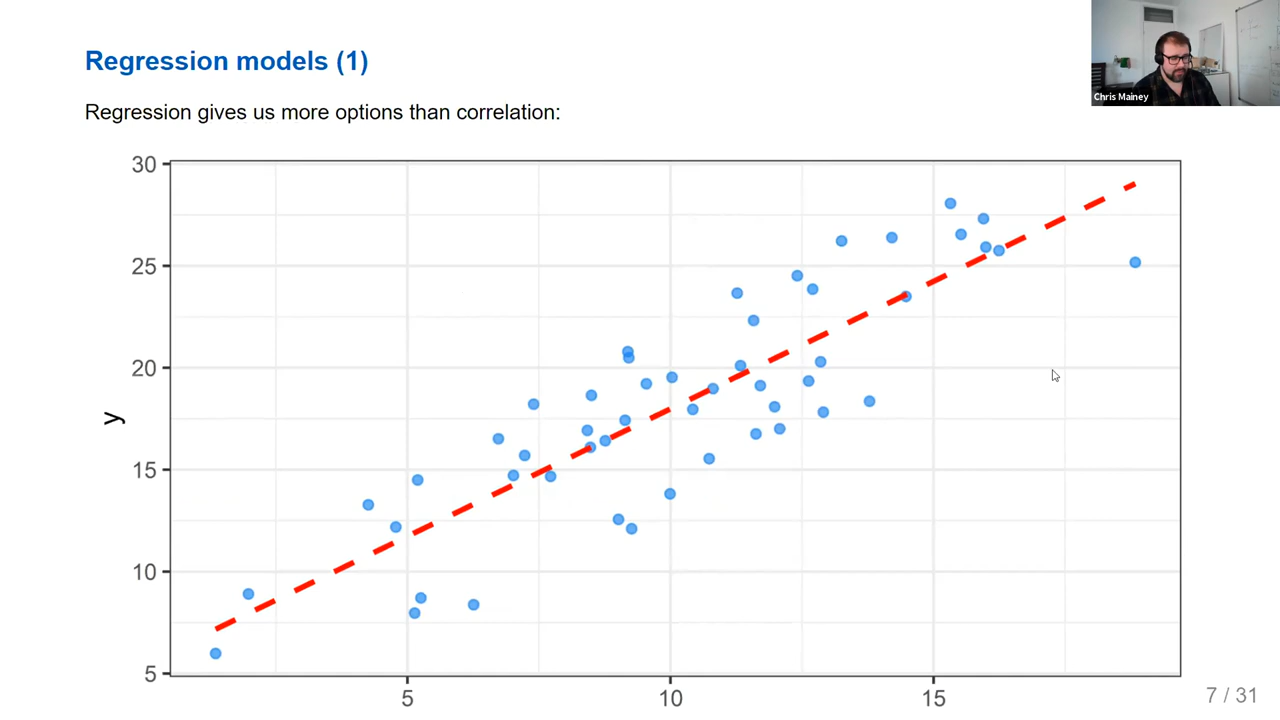 Regression models (1)
Chris Mainey
Regression gives us more options than correlation:
30
25
20
15
10
5
y
5
10
15
7 / 31